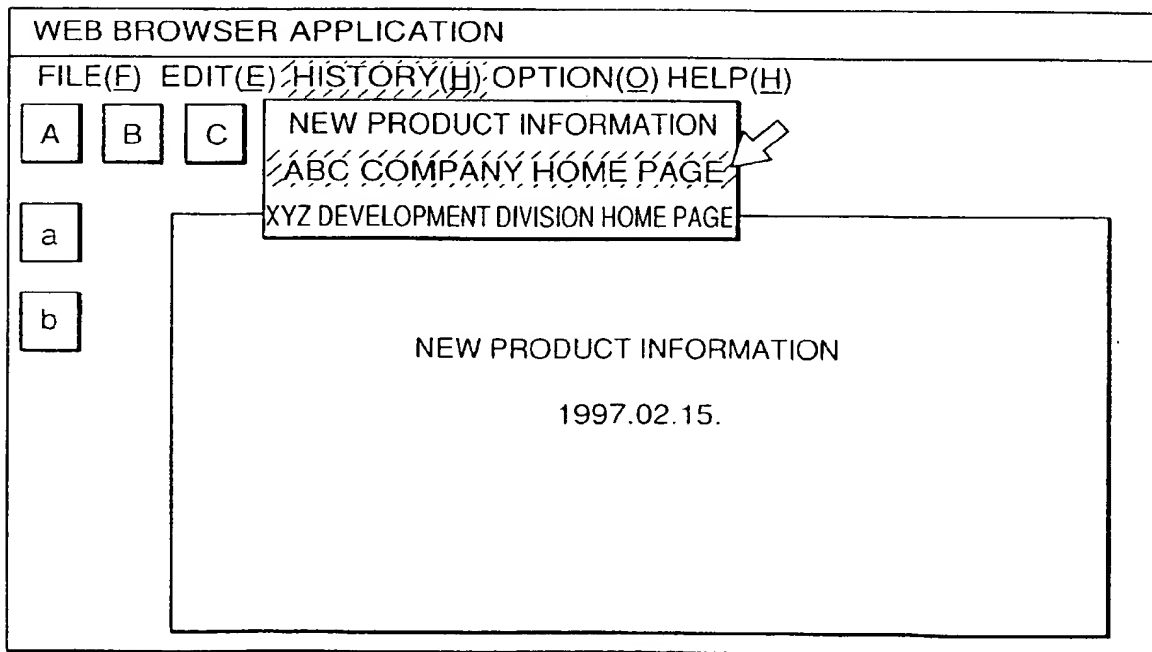 WEB BROWSER APPLICATION
FILE(F) EDIT(E) HISTORY(H) OPTION(O) HELP(H)
A B C
NEW PRODUCT INFORMATION
ABC COMPANY HOME PAGE
XYZ DEVELOPMENT DIVISION HOME PAGE
a
b
NEW PRODUCT INFORMATION
1997.02.15.